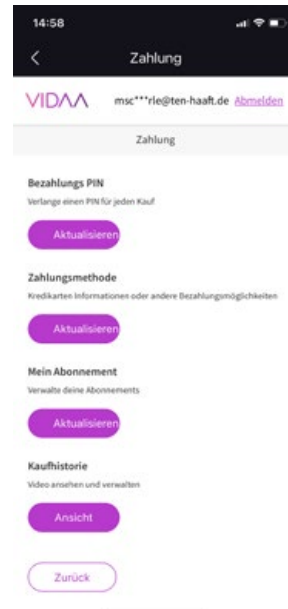 14:58
Zahlung
VIDAA msc***rle@ten-haaft.de Abmelden
Zahlung
Bezahlungs PIN
Verlange einen PIN für jeden Kauf
Aktualisieren
Zahlungsmethode
Kredikarten Informationen oder andere Bezahlungsmöglichkeiten
Aktualisieren
Mein Abonnement
Verwalte deine Abonnements
Aktualisieren
Kaufhistorie
Video ansehen und verwalten
Ansicht
Zurück